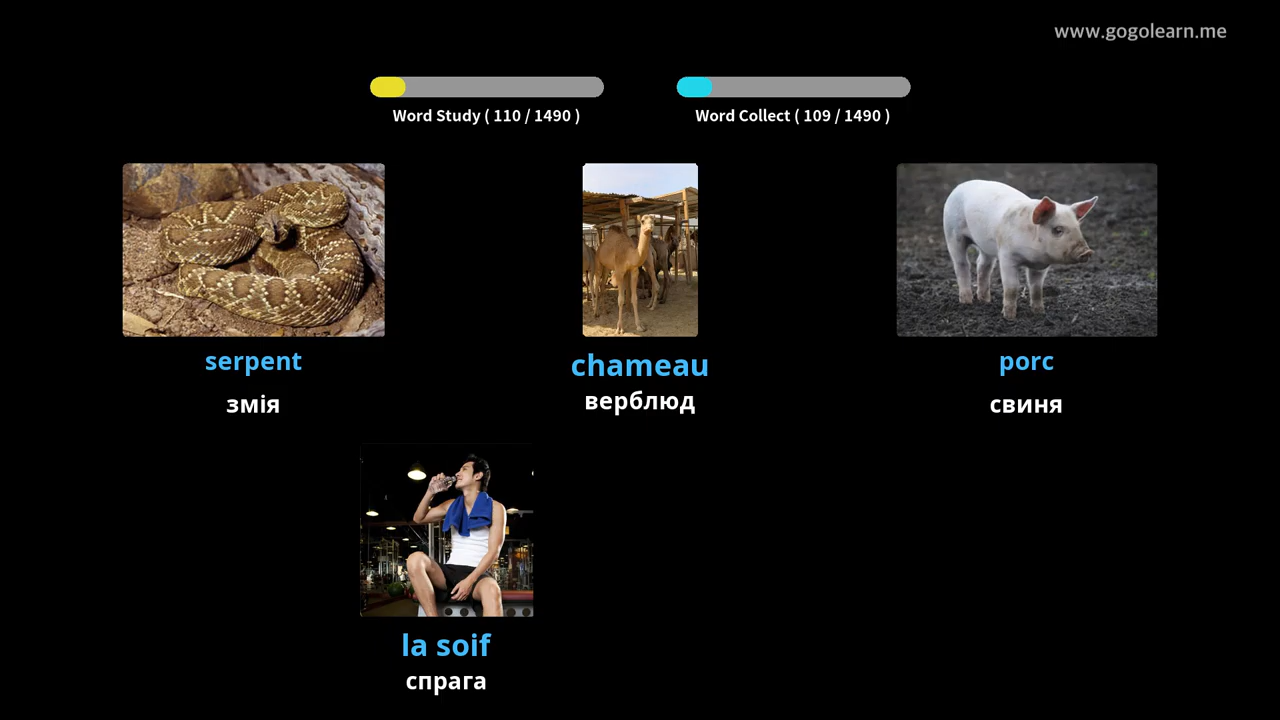 www.gogolearn.me
Word Study ( 110 / 1490 )
Word Collect ( 109 / 1490 )
serpent
змія
chameau
верблюд
porc
свиня
la soif
спрага